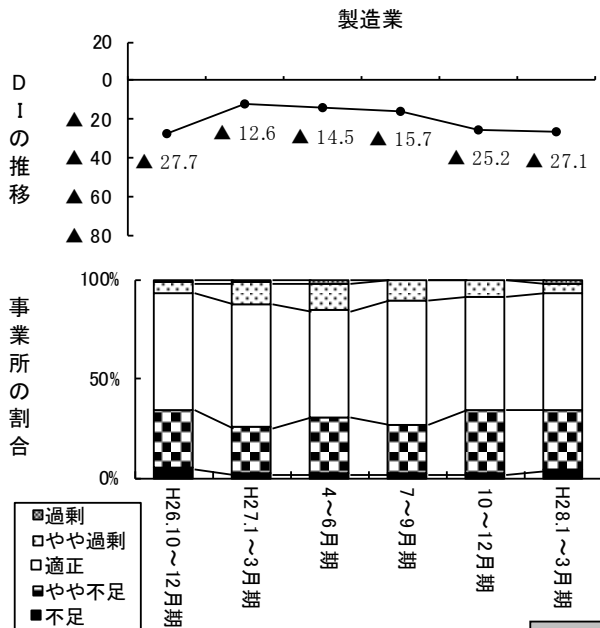 製造業
DIの推移
20
0
▲ 20
▲ 40
▲ 60
▲ 80
▲ 27.7
▲ 12.6
▲ 14.5
▲ 15.7
▲ 25.2
▲ 27.1
事業所の割合
100%
50%
0%
H26.10～12月期
H27.1～3月期
4～6月期
7～9月期
10～12月期
H28.1～3月期
過剰
やや過剰
適正
やや不足
不足